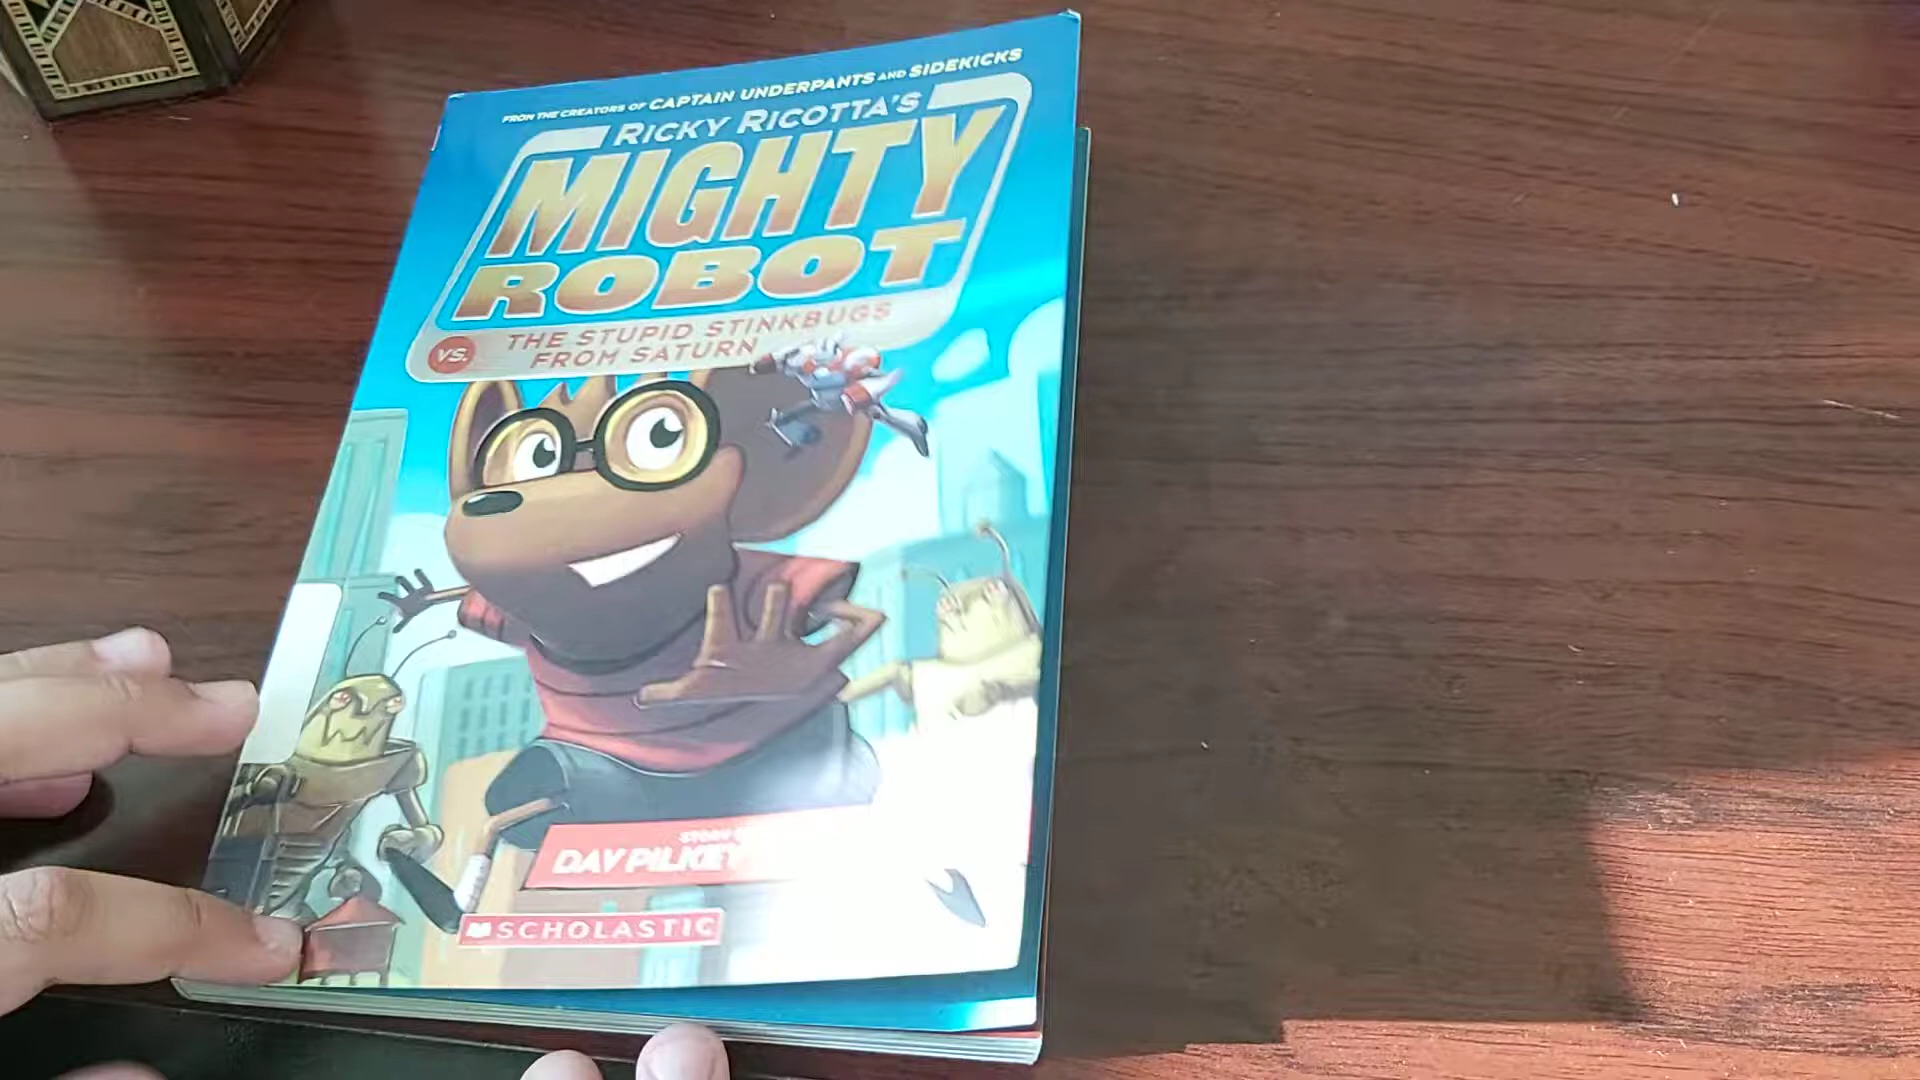 FROM THE CREATORS OF CAPTAIN UNDERPANTS AND SIDEKICKS
RICKY RICOTTA'S
MIGHTY
ROBOT
VS. THE STUPID STINKBUGS
FROM SATURN
STORY
DAV PILKEY
SCHOLASTIC